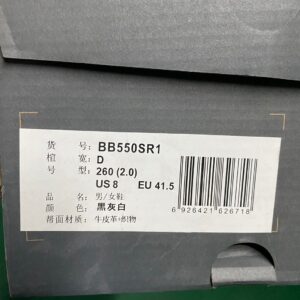 货 号: BB550SR1
楦 宽: D
号 型: 260 (2.0)
US 8 EU 41.5
品 名: 男/女鞋
颜 色: 黑灰白
帮面材质: 牛皮革+织物
6 926421 626718